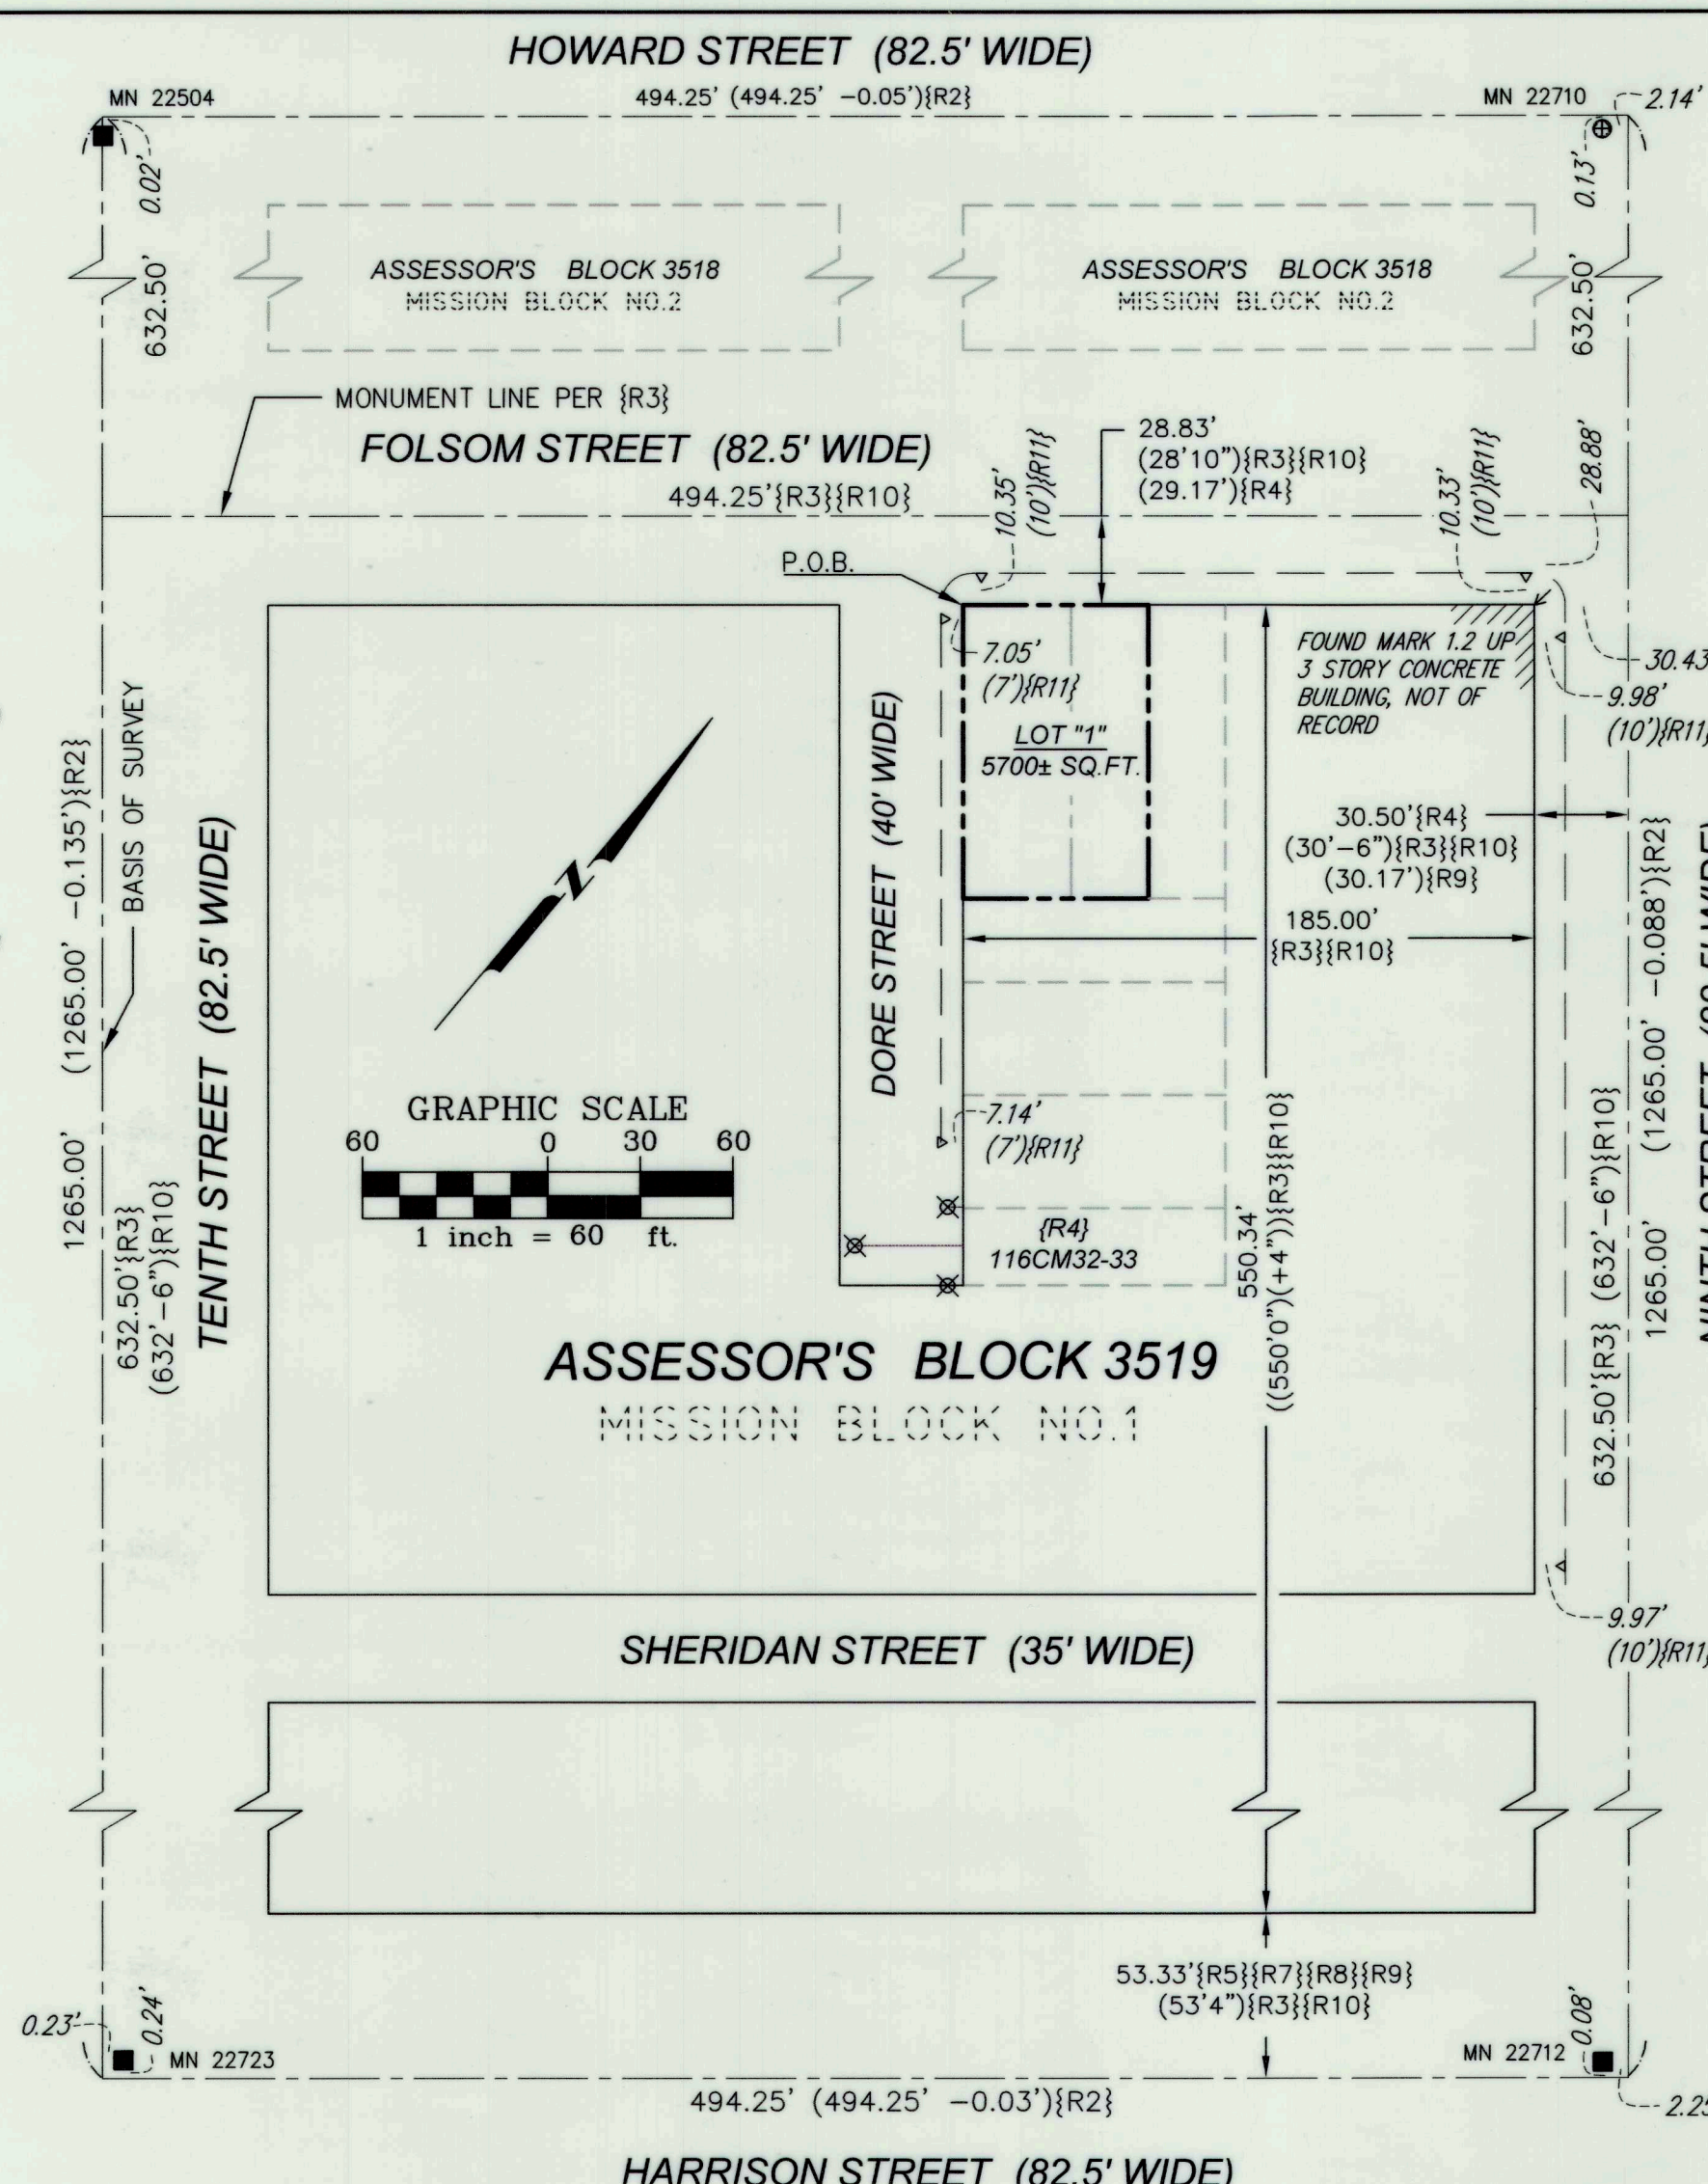 HOWARD STREET (82.5' WIDE)
MN 22504
494.25' (494.25' -0.05'){R2}
MN 22710
2.14'
0.02'
0.13'
632.50'
632.50'
ASSESSOR'S BLOCK 3518
MISSION BLOCK NO.2
ASSESSOR'S BLOCK 3518
MISSION BLOCK NO.2
MONUMENT LINE PER {R3}
FOLSOM STREET (82.5' WIDE)
494.25'{R3}{R10}
10.35'
(10'){R11}
28.83'
(28'10"){R3}{R10}
(29.17'){R4}
10.33'
(10'){R11}
28.88'
P.O.B.
7.05'
(7'){R11}
LOT "1"
5700± SQ.FT.
FOUND MARK 1.2 UP
3 STORY CONCRETE
BUILDING, NOT OF
RECORD
30.43
9.98'
(10'){R11}
30.50'{R4}
(30'-6"){R3}{R10}
(30.17'){R9}
185.00'
{R3}{R10}
DORE STREET (40' WIDE)
1265.00' (1265.00' -0.135'){R2}
BASIS OF SURVEY
632.50'{R3}
(632'-6"){R10}
TENTH STREET (82.5' WIDE)
N
GRAPHIC SCALE
60 0 30 60
1 inch = 60 ft.
7.14'
(7'){R11}
{R4}
116CM32-33
550.34'
((550'0")(+4")){R3}{R10}
632.50'{R3} (632'-6"){R10}
1265.00' (1265.00' -0.088'){R2}
ASSESSOR'S BLOCK 3519
MISSION BLOCK NO.1
9.97'
(10'){R11}
SHERIDAN STREET (35' WIDE)
53.33'{R5}{R7}{R8}{R9}
(53'4"){R3}{R10}
0.23'
0.24'
MN 22723
MN 22712
0.08'
2.25
494.25' (494.25' -0.03'){R2}
HARRISON STREET (82.5' WIDE)